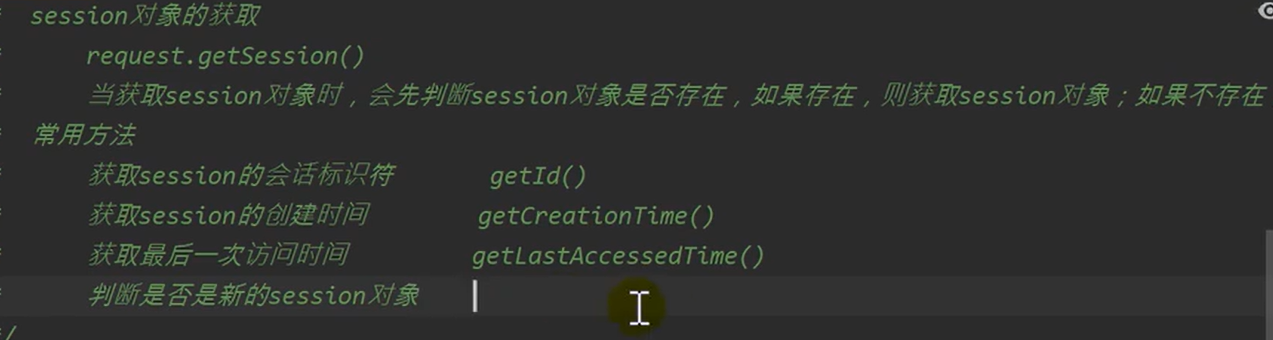 session对象的获取
request.getSession()
当获取session对象时，会先判断session对象是否存在，如果存在，则获取session对象；如果不存在
常用方法
获取session的会话标识符 getId()
获取session的创建时间 getCreationTime()
获取最后一次访问时间 getLastAccessedTime()
判断是否是新的session对象
*/